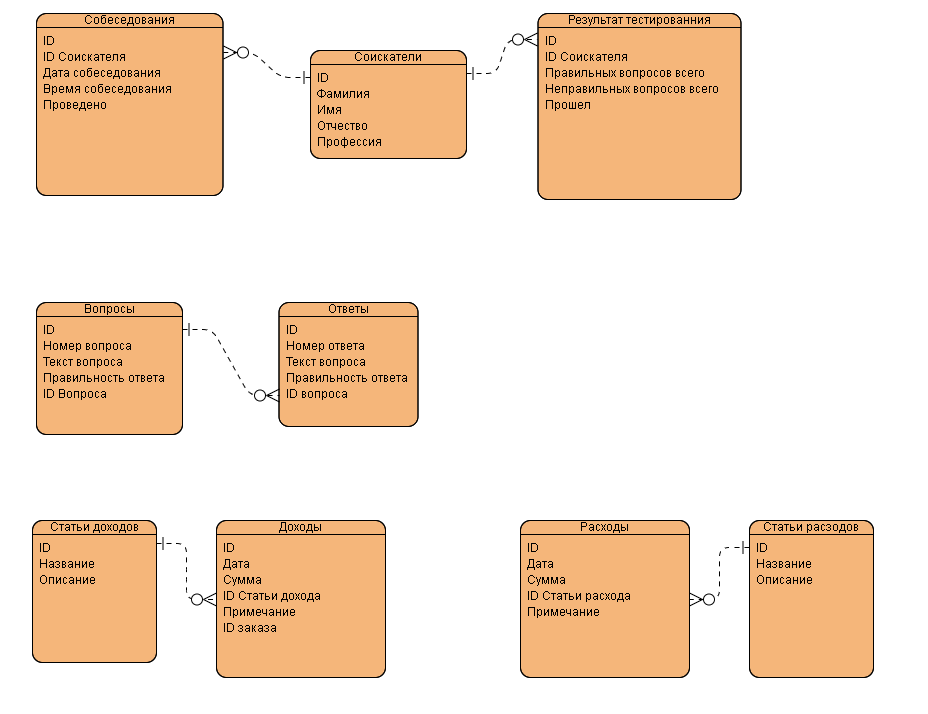 Собеседования
ID
ID Соискателя
Дата собеседования
Время собеседования
Проведено
Соискатели
ID
Фамилия
Имя
Отчество
Профессия
Результат тестированния
ID
ID Соискателя
Правильных вопросов всего
Неправильных вопросов всего
Прошел
Вопросы
ID
Номер вопроса
Текст вопроса
Правильность ответа
ID Вопроса
Ответы
ID
Номер ответа
Текст вопроса
Правильность ответа
ID вопроса
Статьи доходов
ID
Название
Описание
Доходы
ID
Дата
Сумма
ID Статьи дохода
Примечание
ID заказа
Расходы
ID
Дата
Сумма
ID Статьи расхода
Примечание
Статьи расзодов
ID
Название
Описание